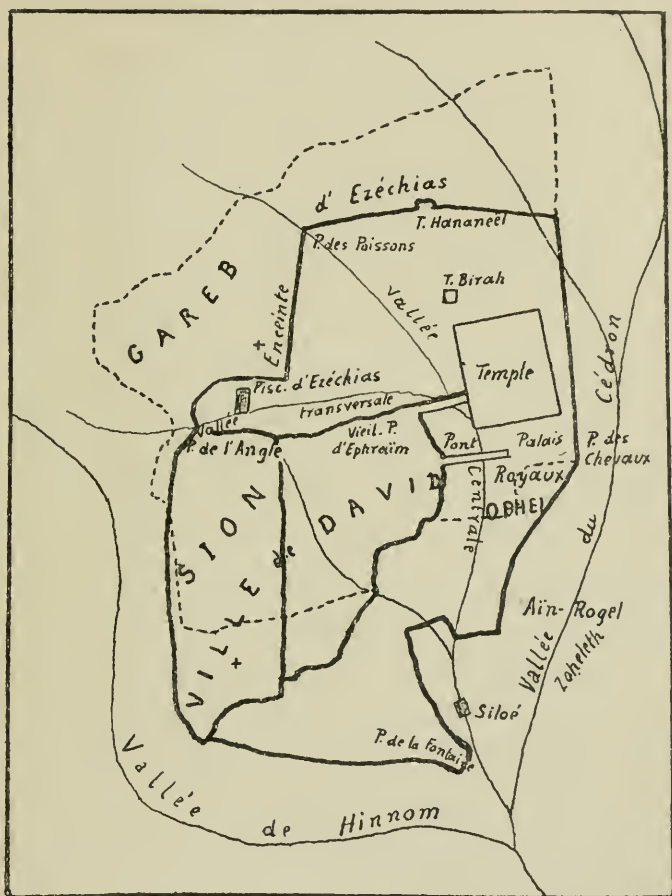 d' Ezéchias
T. Hananeel
P. des Poissons
GAREB
Enceinte
T. Birah
Vallée
Temple
Cédron
Pisc. d'Ezéchias
transversale
Vallée
P. de l'Angle
Vieil. P.
d'Ephraïm
Pont
Palais
Royaux
P. des
Chevaux
SION
VILLE
de
DAVID
Centrale
OPHEL
du
Vallée
Aïn-Rogel
Zoheleth
Siloé
P. de la Fontaine
Vallée
de
Hinnom